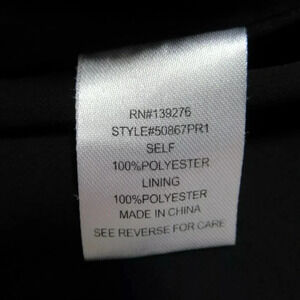 RN#139276
STYLE#50867PR1
SELF
100%POLYESTER
LINING
100%POLYESTER
MADE IN CHINA
SEE REVERSE FOR CARE